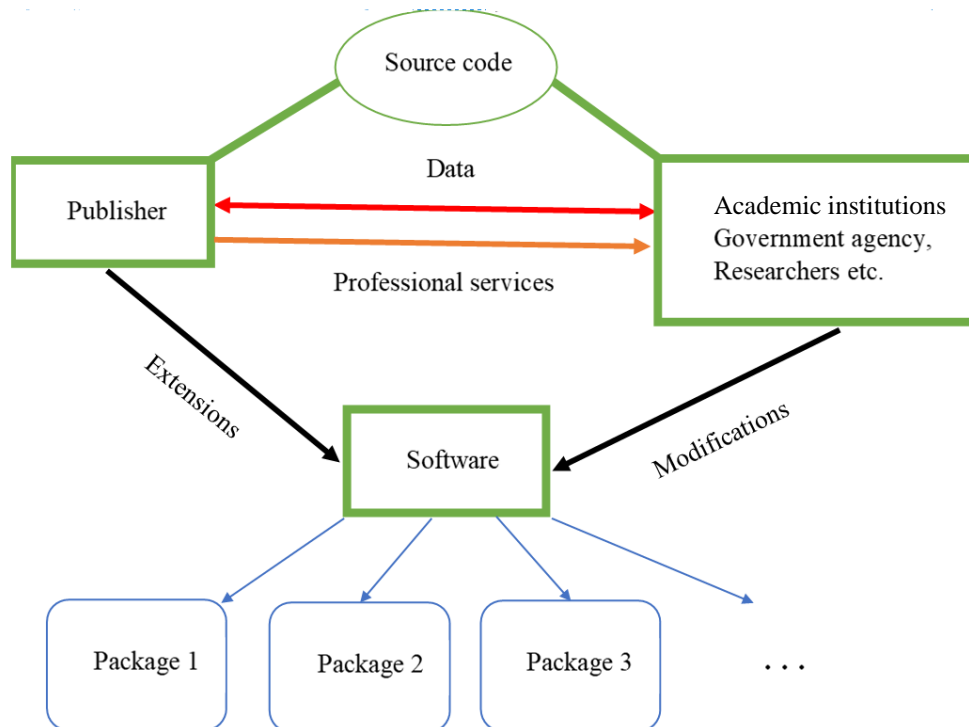 Source code
Data
Publisher
Academic institutions
Government agency,
Researchers etc.
Professional services
Extensions
Modifications
Software
Package 1
Package 2
Package 3
. . .